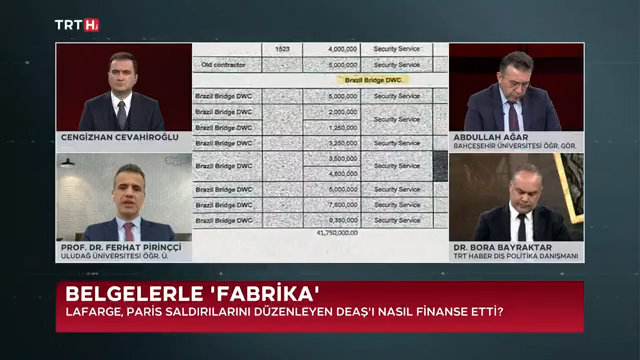 TRT H
1523 4,000,000 Security Service
Old contractor 5,000,000 Security Service
Brazil Bridge DWC
Brazil Bridge DWC 5,000,000 Security Service
Brazil Bridge DWC 2,000,000
Security Service
Brazil Bridge DWC 1,250,000
Brazil Bridge DWC 3,250,000 Security Service
3,500,000
Brazil Bridge DWC Security Service
4,800,000
Brazil Bridge DWC 5,000,000 Security Service
Brazil Bridge DWC 7,600,000 Security Service
Brazil Bridge DWC 9,350,000 Security Service
41,750,000.00
CENGİZHAN CEVAHİROĞLU
ABDULLAH AĞAR
BAHÇEŞEHİR ÜNİVERSİTESİ ÖĞR. GÖR.
PROF. DR. FERHAT PİRİNÇÇİ
ULUDAĞ ÜNİVERSİTESİ ÖĞR. Ü.
DR. BORA BAYRAKTAR
TRT HABER DIŞ POLİTİKA DANIŞMANI
BELGELERLE 'FABRİKA'
LAFARGE, PARİS SALDIRILARINI DÜZENLEYEN DEAŞ'I NASIL FİNANSE ETTİ?